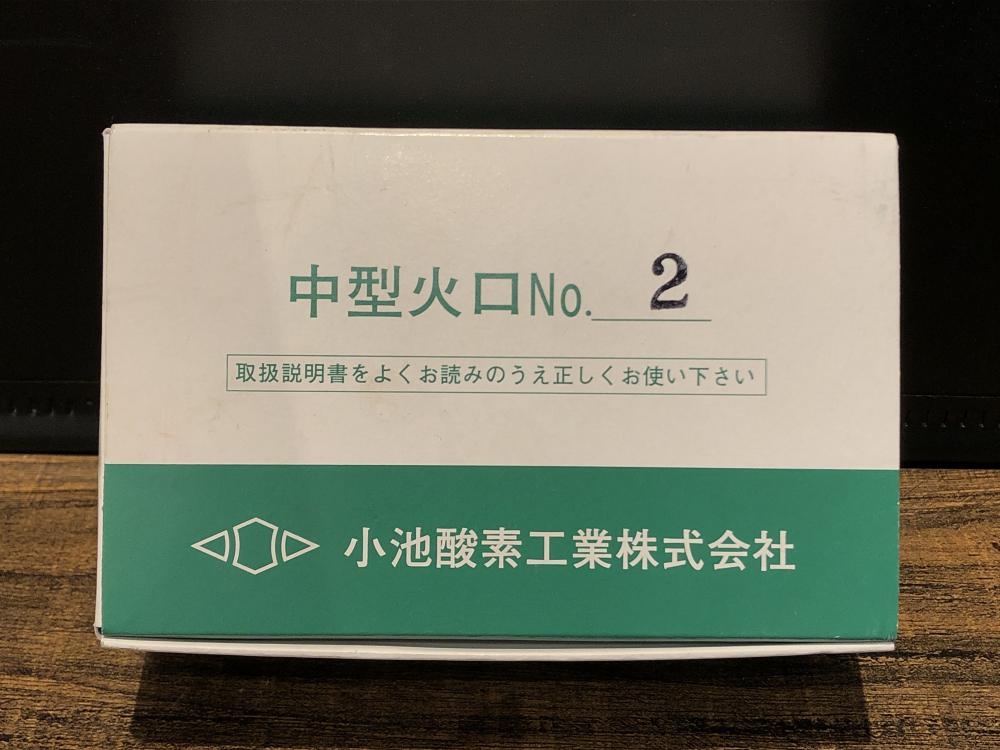 中型火口No. 2
取扱説明書をよくお読みのうえ正しくお使い下さい
小池酸素工業株式会社